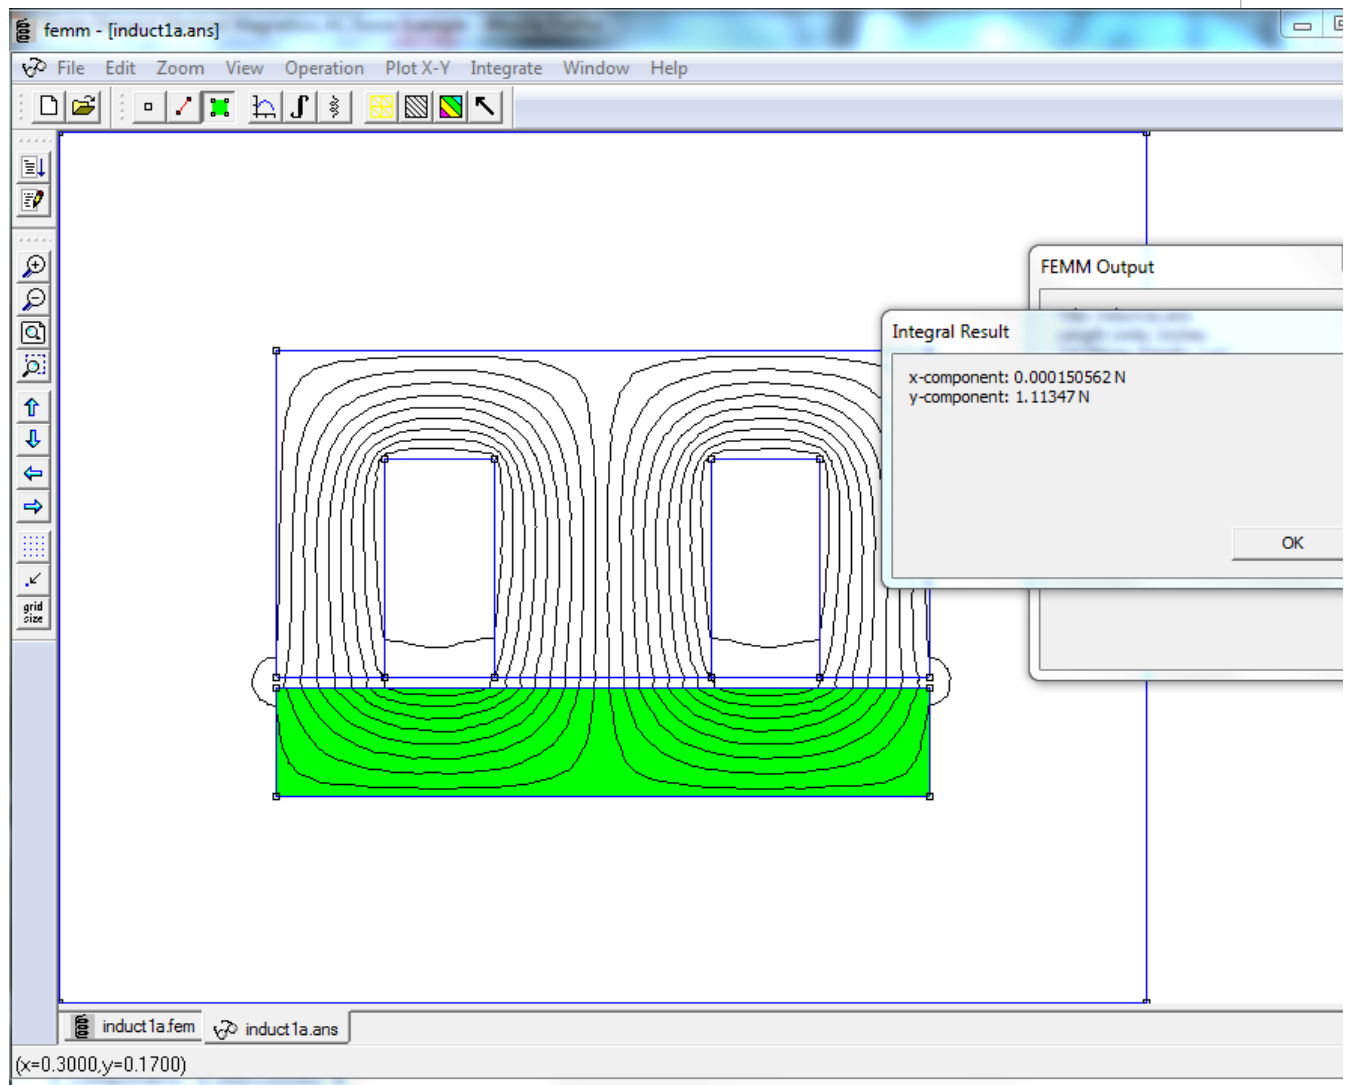 femm - [induct1a.ans]
File Edit Zoom View Operation Plot X-Y Integrate Window Help
grid
size
FEMM Output
Integral Result
x-component: 0.000150562 N
y-component: 1.11347 N
OK
induct1a.fem induct1a.ans
(x=0.3000,y=0.1700)